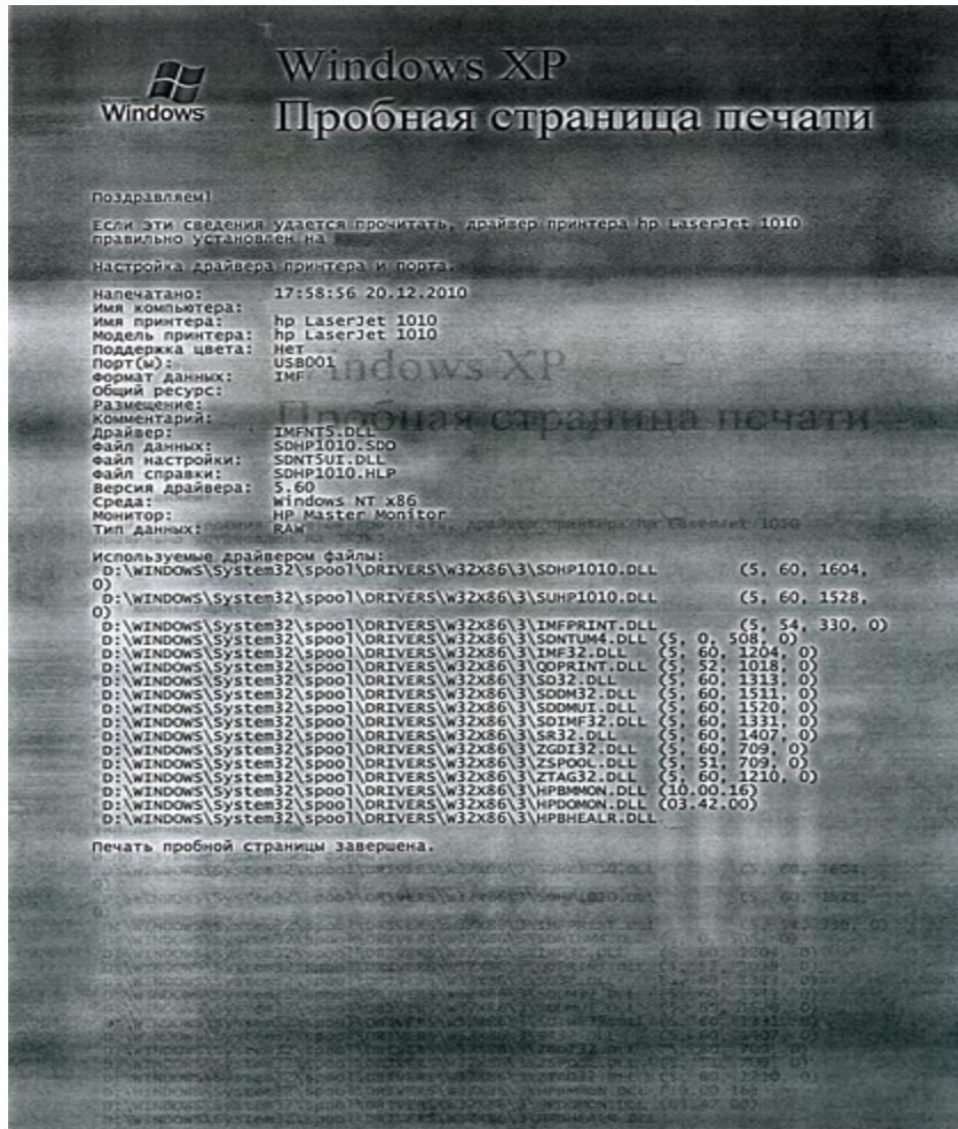 Windows XP
Windows
Пробная страница печати
Поздравляем!
Если эти сведения удается прочитать, драйвер принтера hp LaserJet 1010
правильно установлен на
Настройка драйвера принтера и порта.
Напечатано: 17:58:56 20.12.2010
Имя компьютера:
Имя принтера: hp LaserJet 1010
Модель принтера: hp LaserJet 1010
Поддержка цвета: Нет
Порт(ы): USB001
Формат данных: IMF
Общий ресурс:
Размещение:
Комментарий:
Драйвер: IMFNT5.DLL
Файл данных: SDHP1010.SDD
Файл настройки: SDNT5UI.DLL
Файл справки: SDHP1010.HLP
Версия драйвера: 5.60
Среда: Windows NT x86
Монитор: HP Master Monitor
Тип данных: RAW
Используемые драйвером файлы:
D:\WINDOWS\System32\spool\DRIVERS\W32X86\3\SDHP1010.DLL (5, 60, 1604,
0)
D:\WINDOWS\System32\spool\DRIVERS\W32X86\3\SUHP1010.DLL (5, 60, 1528,
0)
D:\WINDOWS\System32\spool\DRIVERS\W32X86\3\IMFPRINT.DLL (5, 54, 330, 0)
D:\WINDOWS\System32\spool\DRIVERS\W32X86\3\SDNTUM4.DLL (5, 0, 508, 0)
D:\WINDOWS\System32\spool\DRIVERS\W32X86\3\IMF32.DLL (5, 60, 1204, 0)
D:\WINDOWS\System32\spool\DRIVERS\W32X86\3\QDPRINT.DLL (5, 52, 1018, 0)
D:\WINDOWS\System32\spool\DRIVERS\W32X86\3\SD32.DLL (5, 60, 1313, 0)
D:\WINDOWS\System32\spool\DRIVERS\W32X86\3\SDDM32.DLL (5, 60, 1511, 0)
D:\WINDOWS\System32\spool\DRIVERS\W32X86\3\SDDMUI.DLL (5, 60, 1520, 0)
D:\WINDOWS\System32\spool\DRIVERS\W32X86\3\SDIMF32.DLL (5, 60, 1331, 0)
D:\WINDOWS\System32\spool\DRIVERS\W32X86\3\SR32.DLL (5, 60, 1407, 0)
D:\WINDOWS\System32\spool\DRIVERS\W32X86\3\ZGDI32.DLL (5, 60, 709, 0)
D:\WINDOWS\System32\spool\DRIVERS\W32X86\3\ZSPOOL.DLL (5, 51, 709, 0)
D:\WINDOWS\System32\spool\DRIVERS\W32X86\3\ZTAG32.DLL (5, 60, 1210, 0)
D:\WINDOWS\System32\spool\DRIVERS\W32X86\3\HPBMMON.DLL (10.00.16)
D:\WINDOWS\System32\spool\DRIVERS\W32X86\3\HPDOMON.DLL (03.42.00)
D:\WINDOWS\System32\spool\DRIVERS\W32X86\3\HPBHEALR.DLL
Печать пробной страницы завершена.